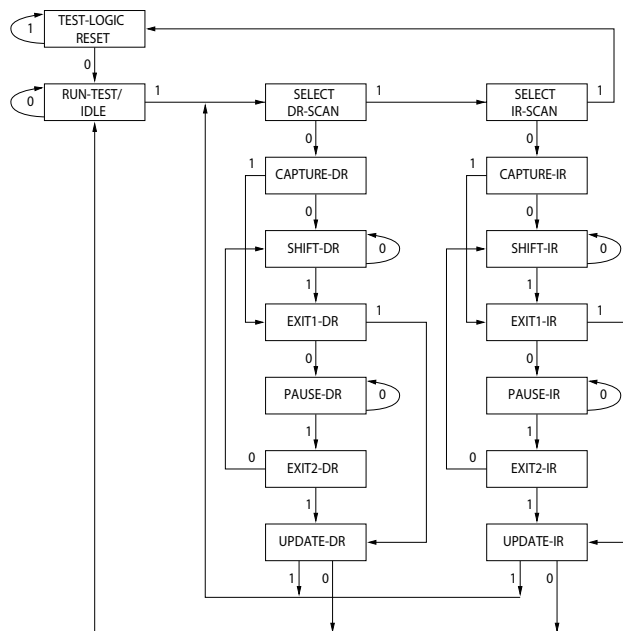 TEST-LOGIC
RESET
1
0
RUN-TEST/
IDLE
0
1
SELECT
DR-SCAN
1
SELECT
IR-SCAN
1
0
0
1
CAPTURE-DR
1
CAPTURE-IR
0
0
SHIFT-DR
0
SHIFT-IR
0
1
1
EXIT1-DR
1
EXIT1-IR
1
0
0
PAUSE-DR
0
PAUSE-IR
0
1
1
0
EXIT2-DR
0
EXIT2-IR
1
1
UPDATE-DR
UPDATE-IR
1
0
1
0